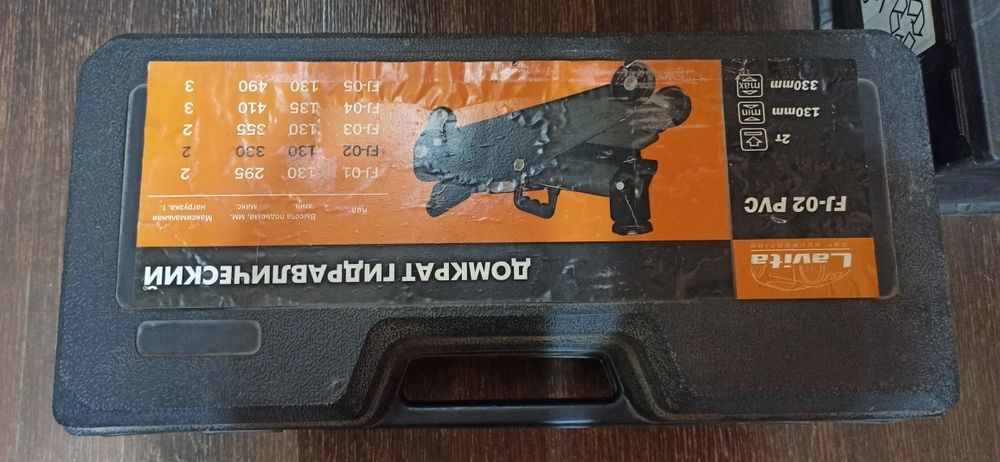 Lavita
car accessories
ДОМКРАТ ГИДРАВЛИЧЕСКИЙ
FJ-02 PVC
2т
min 130mm
max 330mm
Код Высота подъема, мм. Максимальная
мин. макс. нагрузка, т.
FJ-01 130 295 2
FJ-02 130 330 2
FJ-03 130 355 2
FJ-04 135 410 3
FJ-05 130 490 3